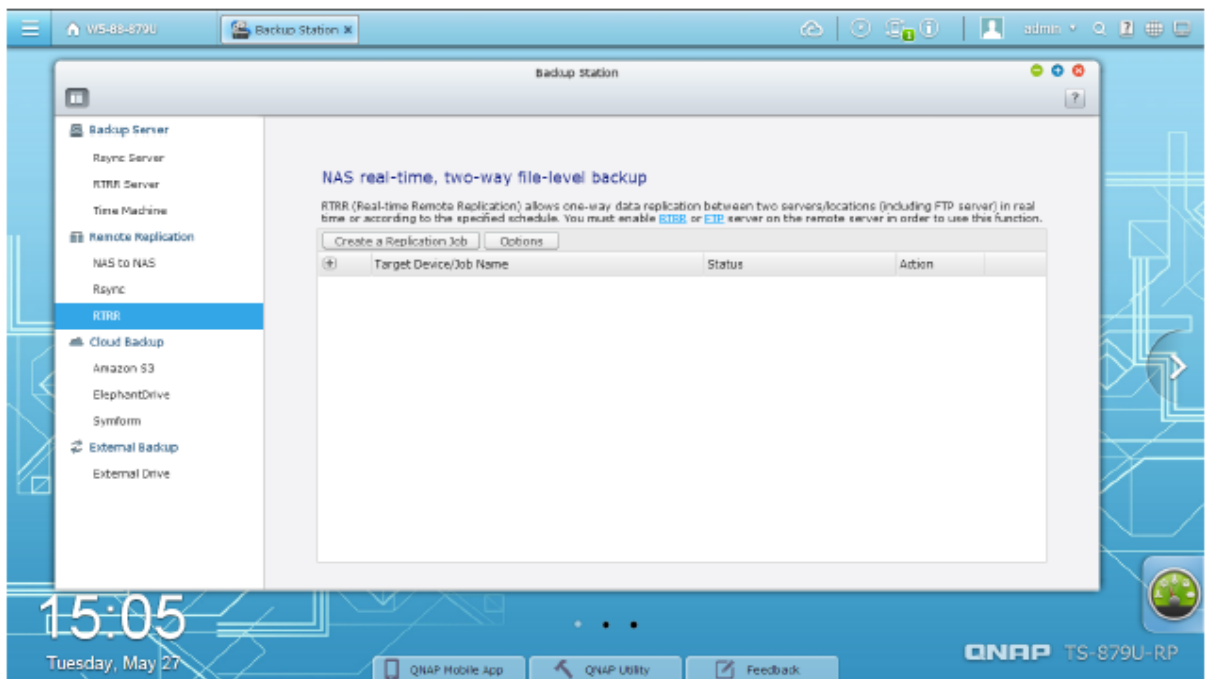 WS-88-879U
Backup Station ×
1
admin
?
Backup Station
?
Backup Server
Rsync Server
RTRR Server
Time Machine
Remote Replication
NAS to NAS
Rsync
RTRR
Cloud Backup
Amazon S3
ElephantDrive
Symform
External Backup
External Drive
NAS real-time, two-way file-level backup
RTRR (Real-time Remote Replication) allows one-way data replication between two servers/locations (including FTP server) in real
time or according to the specified schedule. You must enable RTRR or FTP server on the remote server in order to use this function.
Create a Replication Job Options
Target Device/Job Name Status Action
15:05
Tuesday, May 27
QNAP Mobile App QNAP Utility Feedback
QNAP TS-879U-RP